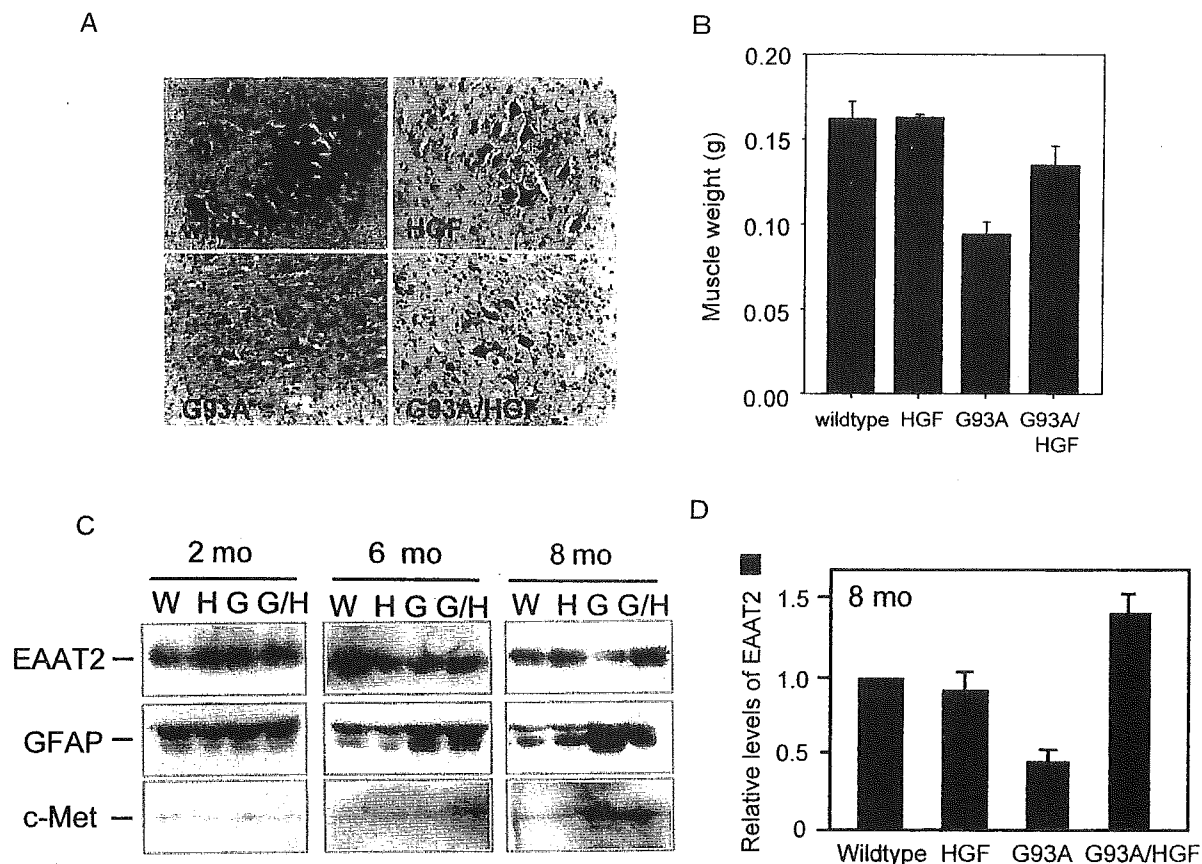 A
wildtype
HGF
G93A
G93A/HGF
B
Muscle weight (g)
0.20
0.15
0.10
0.05
0.00
wildtype HGF G93A G93A/
HGF
C
2 mo 6 mo 8 mo
W H G G/H W H G G/H W H G G/H
EAAT2
GFAP
c-Met
D
Relative levels of EAAT2
8 mo
1.5
1.0
0.5
0
Wildtype HGF G93A G93A/HGF